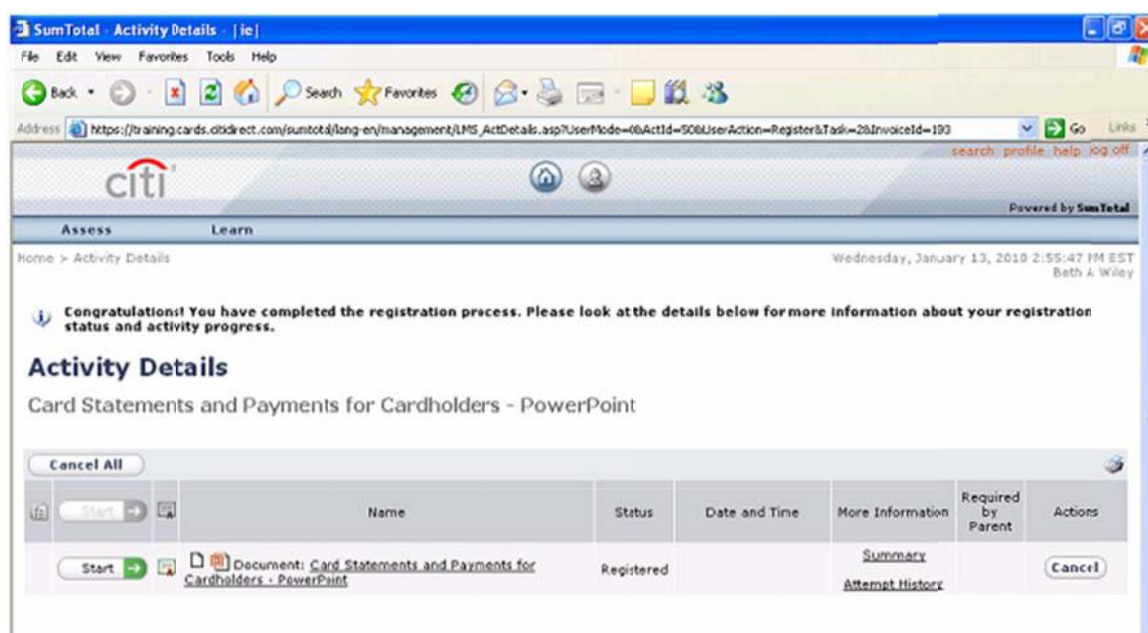 SumTotal - Activity Details - |ie|
File Edit View Favorites Tools Help
Back Search Favorites
Address https://training.cards.citidirect.com/sumtotal/lang-en/management/LMS_ActDetails.asp?UserMode=0&ActId=50&UserAction=Register&Task=2&InvoiceId=193 Go Links
search profile help log off
citi
Powered by SumTotal
Assess Learn
Home > Activity Details Wednesday, January 13, 2010 2:55:47 PM EST
Beth A Wiley
Congratulations! You have completed the registration process. Please look at the details below for more information about your registration
status and activity progress.
Activity Details
Card Statements and Payments for Cardholders - PowerPoint
Cancel All
Start Name Status Date and Time More Information Required by Parent Actions
Start Document: Card Statements and Payments for Registered Summary Cancel
Cardholders - PowerPoint Attempt History